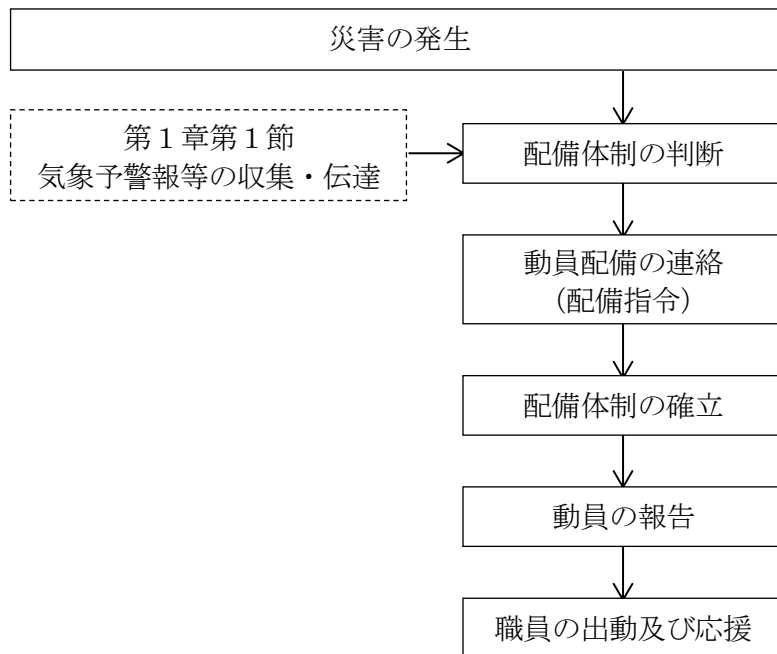 災害の発生
第１章第１節
気象予警報等の収集・伝達
配備体制の判断
動員配備の連絡
（配備指令）
配備体制の確立
動員の報告
職員の出動及び応援